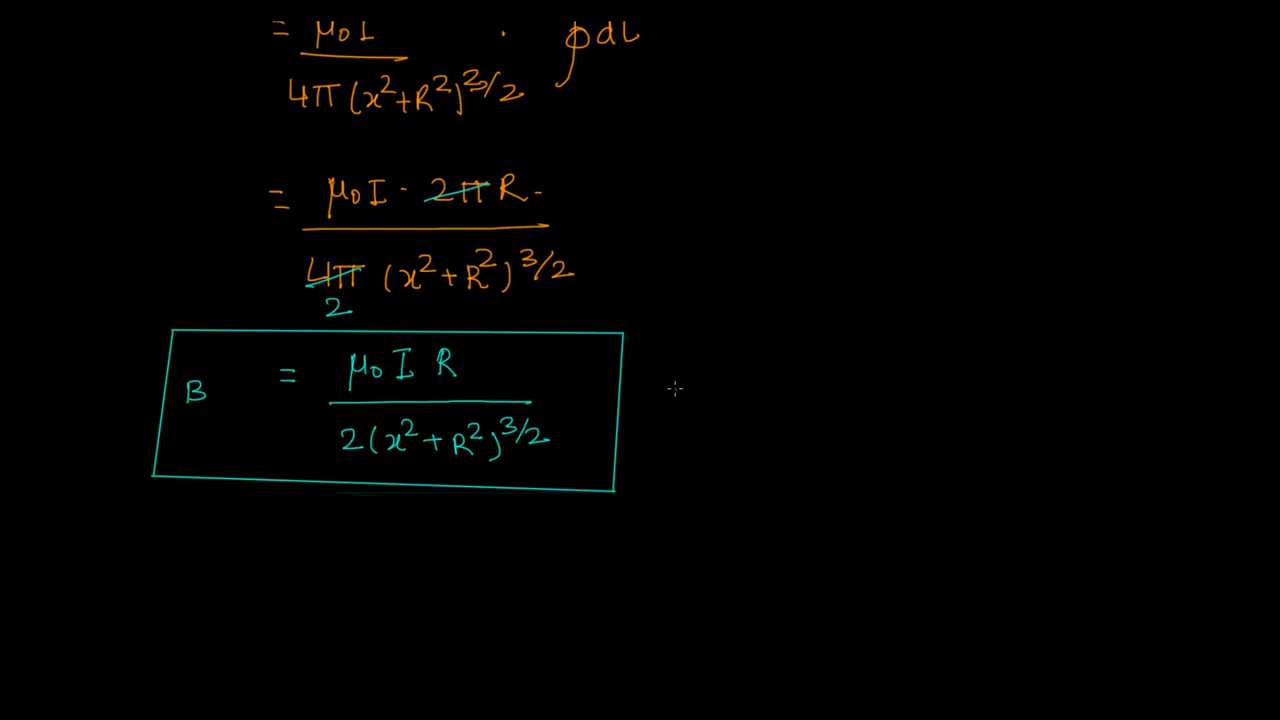 = μ₀I / 4π(x²+R²)^3/2 · ∮dl
= μ₀I · 2πR · / 4π (x²+R²)^3/2
2
B = μ₀ I R / 2(x²+R²)^3/2